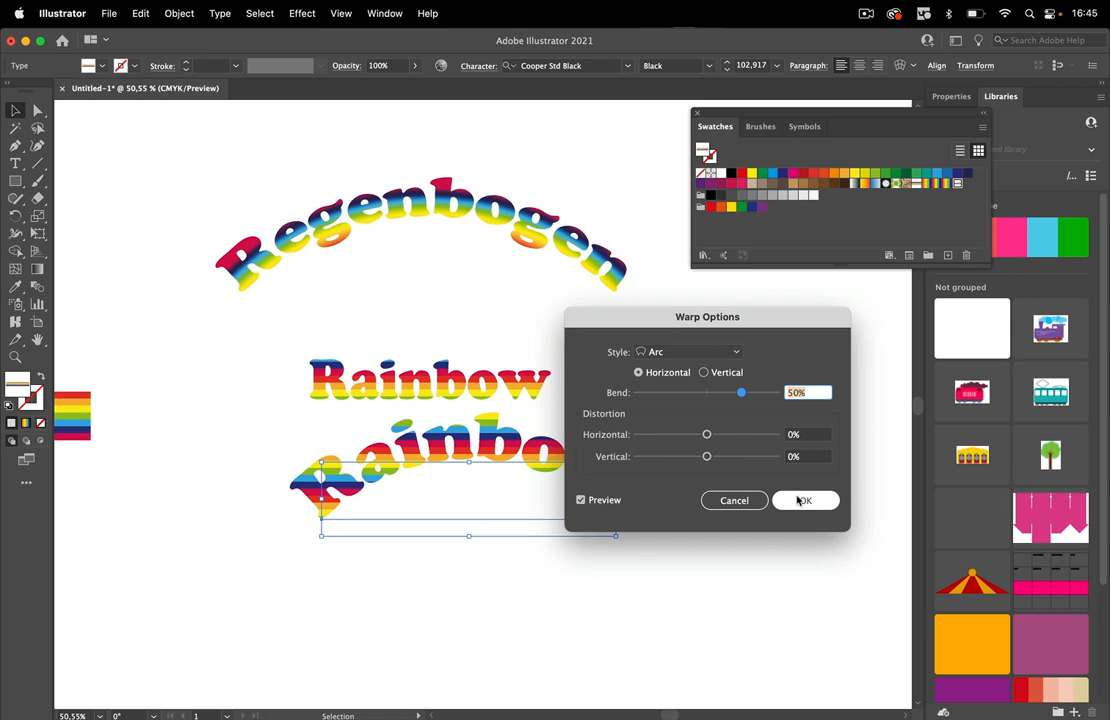 Illustrator File Edit Object Type Select Effect View Window Help 16:45
Adobe Illustrator 2021
Search Adobe Help
Type Stroke: Opacity: 100% Character: Cooper Std Black Black 102,917 Paragraph: Align Transform
Untitled-1* @ 50,55 % (CMYK/Preview)
Properties Libraries
Swatches Brushes Symbols
Regenbogen
Not grouped
Warp Options
Style: Arc
Horizontal Vertical
Bend: 50%
Distortion
Horizontal: 0%
Vertical: 0%
Preview Cancel OK
Rainbow
50,55% 0° 1 Selection